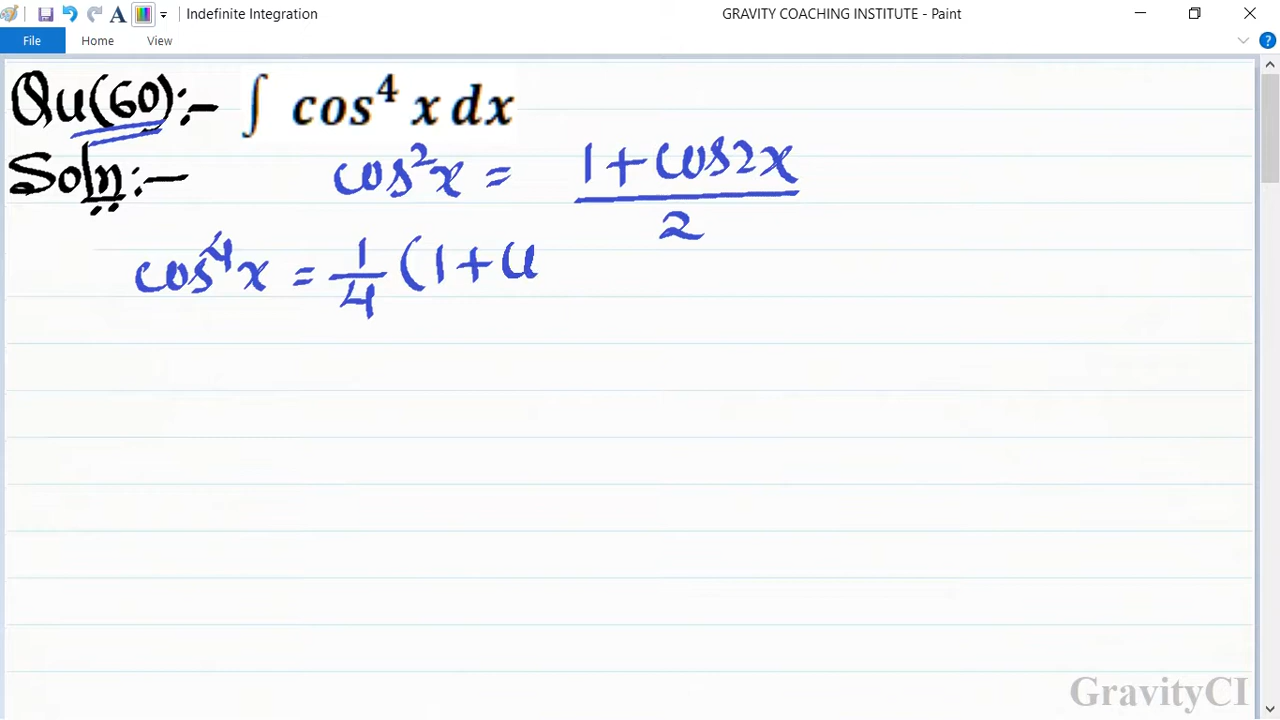 Indefinite Integration
GRAVITY COACHING INSTITUTE - Paint
File Home View
Qu(60):- ∫ cos⁴ x dx
Soln:- cos²x = (1+cos2x)/2
cos⁴x = 1/4 (1+
GravityCI